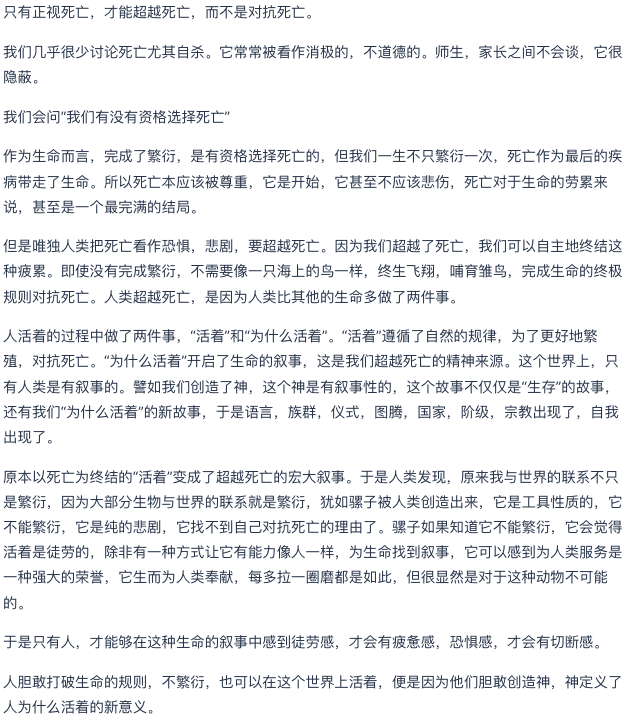 只有正视死亡，才能超越死亡，而不是对抗死亡。
我们几乎很少讨论死亡尤其自杀。它常常被看作消极的，不道德的。师生，家长之间不会谈，它很
隐蔽。
我们会问“我们有没有资格选择死亡”
作为生命而言，完成了繁衍，是有资格选择死亡的，但我们一生不只繁衍一次，死亡作为最后的疾
病带走了生命。所以死亡本应该被尊重，它是开始，它甚至不应该悲伤，死亡对于生命的劳累来
说，甚至是一个最完满的结局。
但是唯独人类把死亡看作恐惧，悲剧，要超越死亡。因为我们超越了死亡，我们可以自主地终结这
种疲累。即使没有完成繁衍，不需要像一只海上的鸟一样，终生飞翔，哺育雏鸟，完成生命的终极
规则对抗死亡。人类超越死亡，是因为人类比其他的生命多做了两件事。
人活着的过程中做了两件事，“活着”和“为什么活着”。“活着”遵循了自然的规律，为了更好地繁
殖，对抗死亡。“为什么活着”开启了生命的叙事，这是我们超越死亡的精神来源。这个世界上，只
有人类是有叙事的。譬如我们创造了神，这个神是有叙事性的，这个故事不仅仅是“生存”的故事，
还有我们“为什么活着”的新故事，于是语言，族群，仪式，图腾，国家，阶级，宗教出现了，自我
出现了。
原本以死亡为终结的“活着”变成了超越死亡的宏大叙事。于是人类发现，原来我与世界的联系不只
是繁衍，因为大部分生物与世界的联系就是繁衍，犹如骡子被人类创造出来，它是工具性质的，它
不能繁衍，它是纯的悲剧，它找不到自己对抗死亡的理由了。骡子如果知道它不能繁衍，它会觉得
活着是徒劳的，除非有一种方式让它有能力像人一样，为生命找到叙事，它可以感到为人类服务是
一种强大的荣誉，它生而为人类奉献，每多拉一圈磨都是如此，但很显然是对于这种动物不可能
的。
于是只有人，才能够在这种生命的叙事中感到徒劳感，才会有疲惫感，恐惧感，才会有切断感。
人胆敢打破生命的规则，不繁衍，也可以在这个世界上活着，便是因为他们胆敢创造神，神定义了
人为什么活着的新意义。